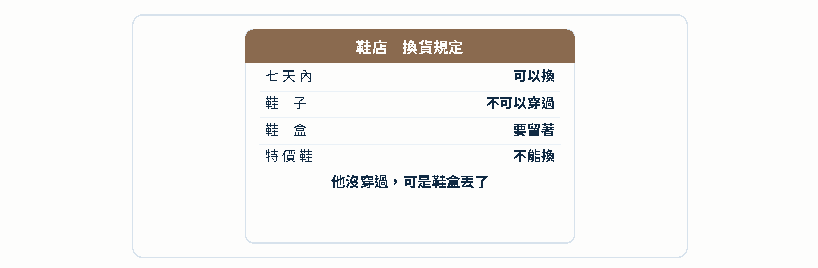 鞋店　換貨規定
七天內　可以換
鞋　子　不可以穿過
鞋　盒　要留著
特價鞋　不能換
他沒穿過，可是鞋盒丟了